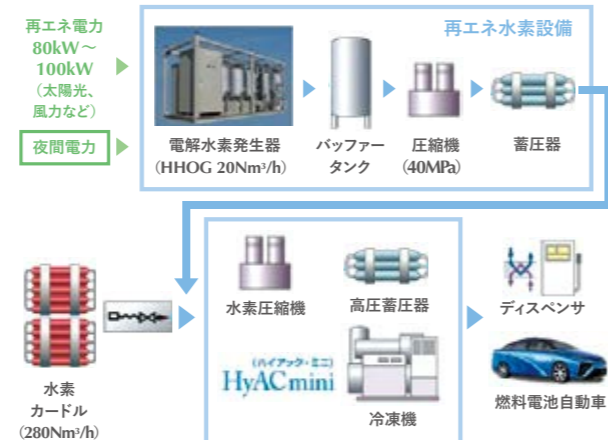 再エネ電力
80kW～
100kW
（太陽光、
風力など）
夜間電力
再エネ水素設備
電解水素発生器
（HHOG 20Nm³/h）
バッファー
タンク
圧縮機
（40MPa）
蓄圧器
水素
カードル
（280Nm³/h）
水素圧縮機
高圧蓄圧器
（ハイアック・ミニ）
HyAC mini
冷凍機
ディスペンサ
燃料電池自動車